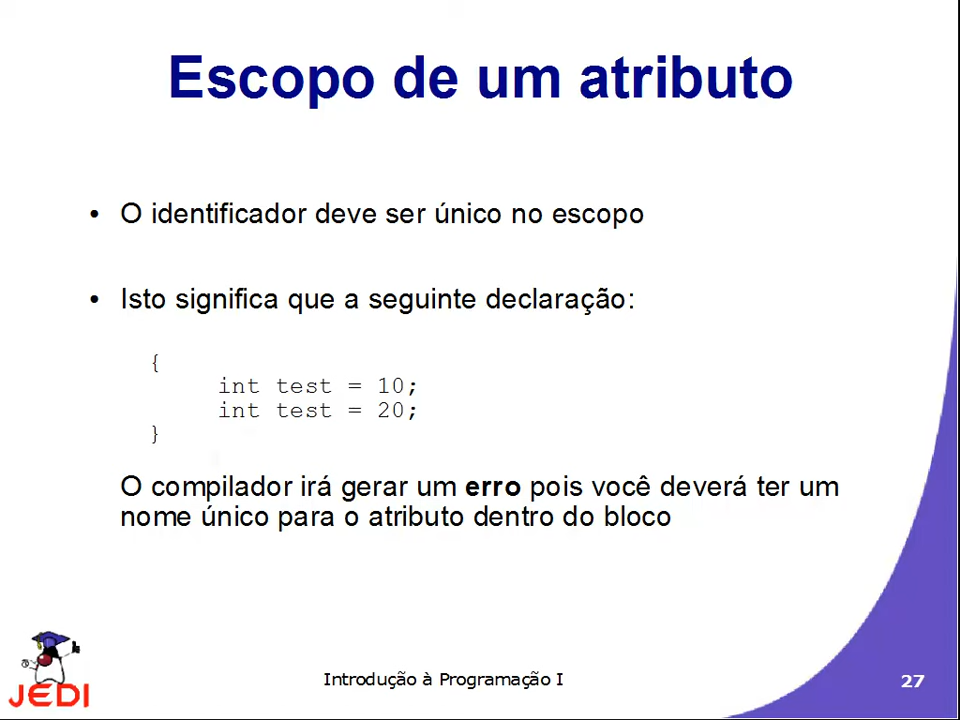 Escopo de um atributo
• O identificador deve ser único no escopo
• Isto significa que a seguinte declaração:
{
int test = 10;
int test = 20;
}
O compilador irá gerar um erro pois você deverá ter um
nome único para o atributo dentro do bloco
JEDI
Introdução à Programação I
27